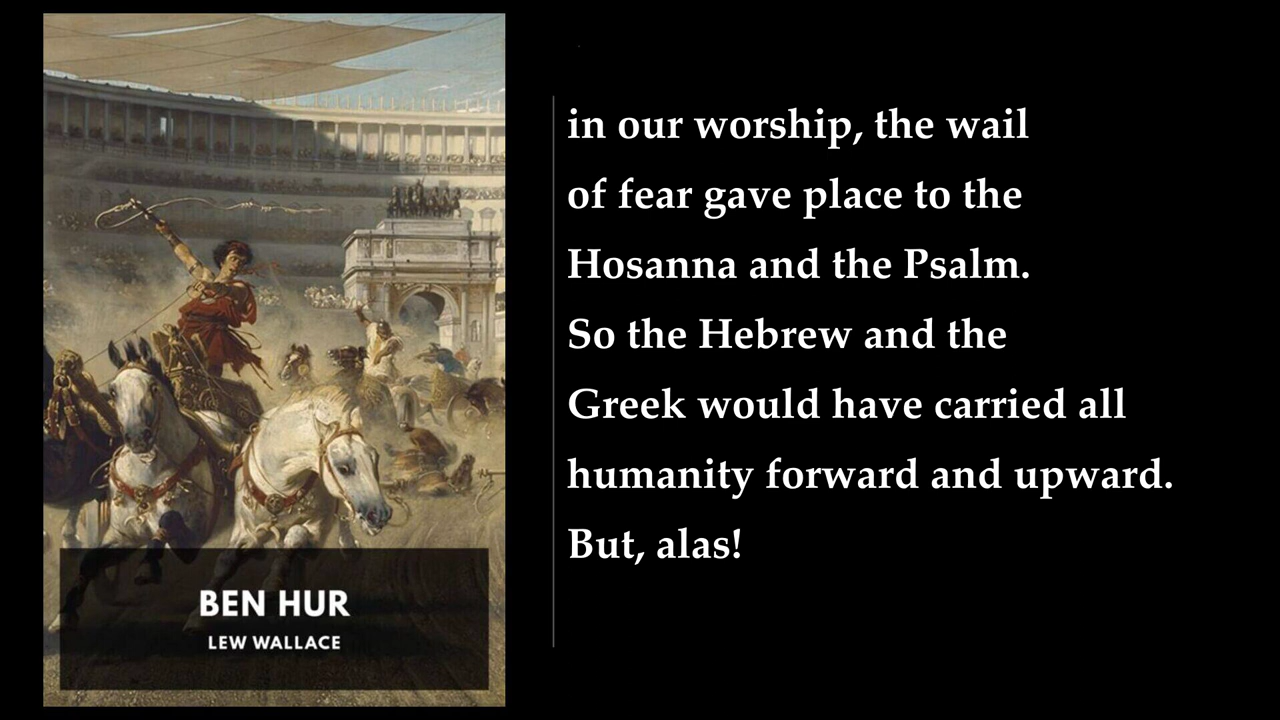 BEN HUR
LEW WALLACE
in our worship, the wail
of fear gave place to the
Hosanna and the Psalm.
So the Hebrew and the
Greek would have carried all
humanity forward and upward.
But, alas!